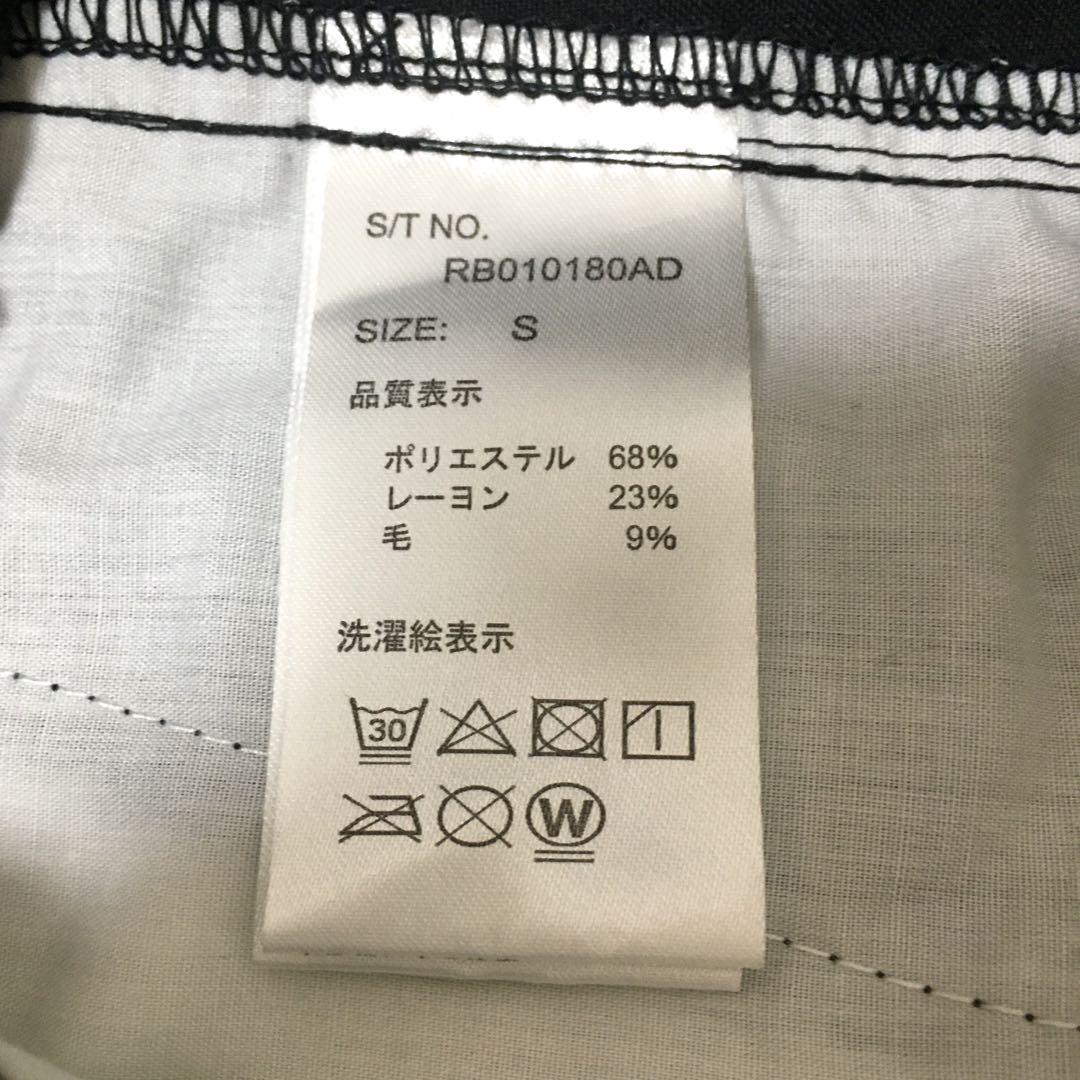 S/T NO.
RB010180AD
SIZE: S
品質表示
ポリエステル 68%
レーヨン 23%
毛 9%
洗濯絵表示
30
W